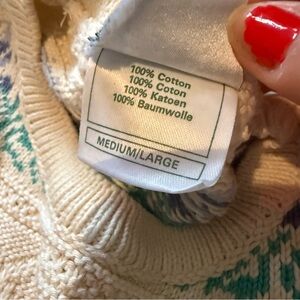 100% Cotton
100% Coton
100% Katoen
100% Baumwolle
MEDIUM/LARGE